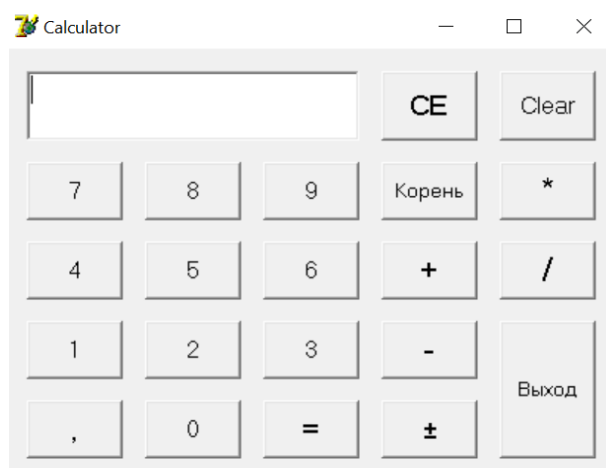 Calculator
CE Clear
7 8 9 Корень *
4 5 6 + /
1 2 3 -
Выход
, 0 = ±